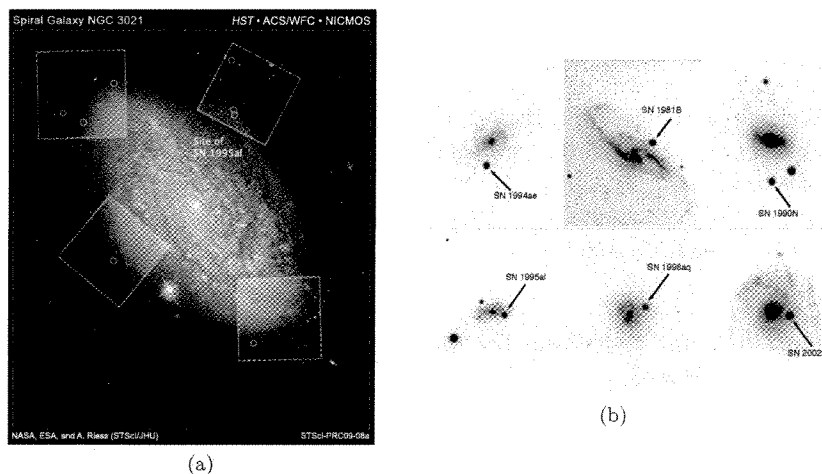 Spiral Galaxy NGC 3021 HST • ACS/WFC • NICMOS
Site of
SN 1995al
NASA, ESA, and A. Riess (STScI/JHU) STScI-PRC09-08a
(a)
SN 1994ae
SN 1981B
SN 1990N
SN 1995al
SN 1998aq
SN 2002
(b)